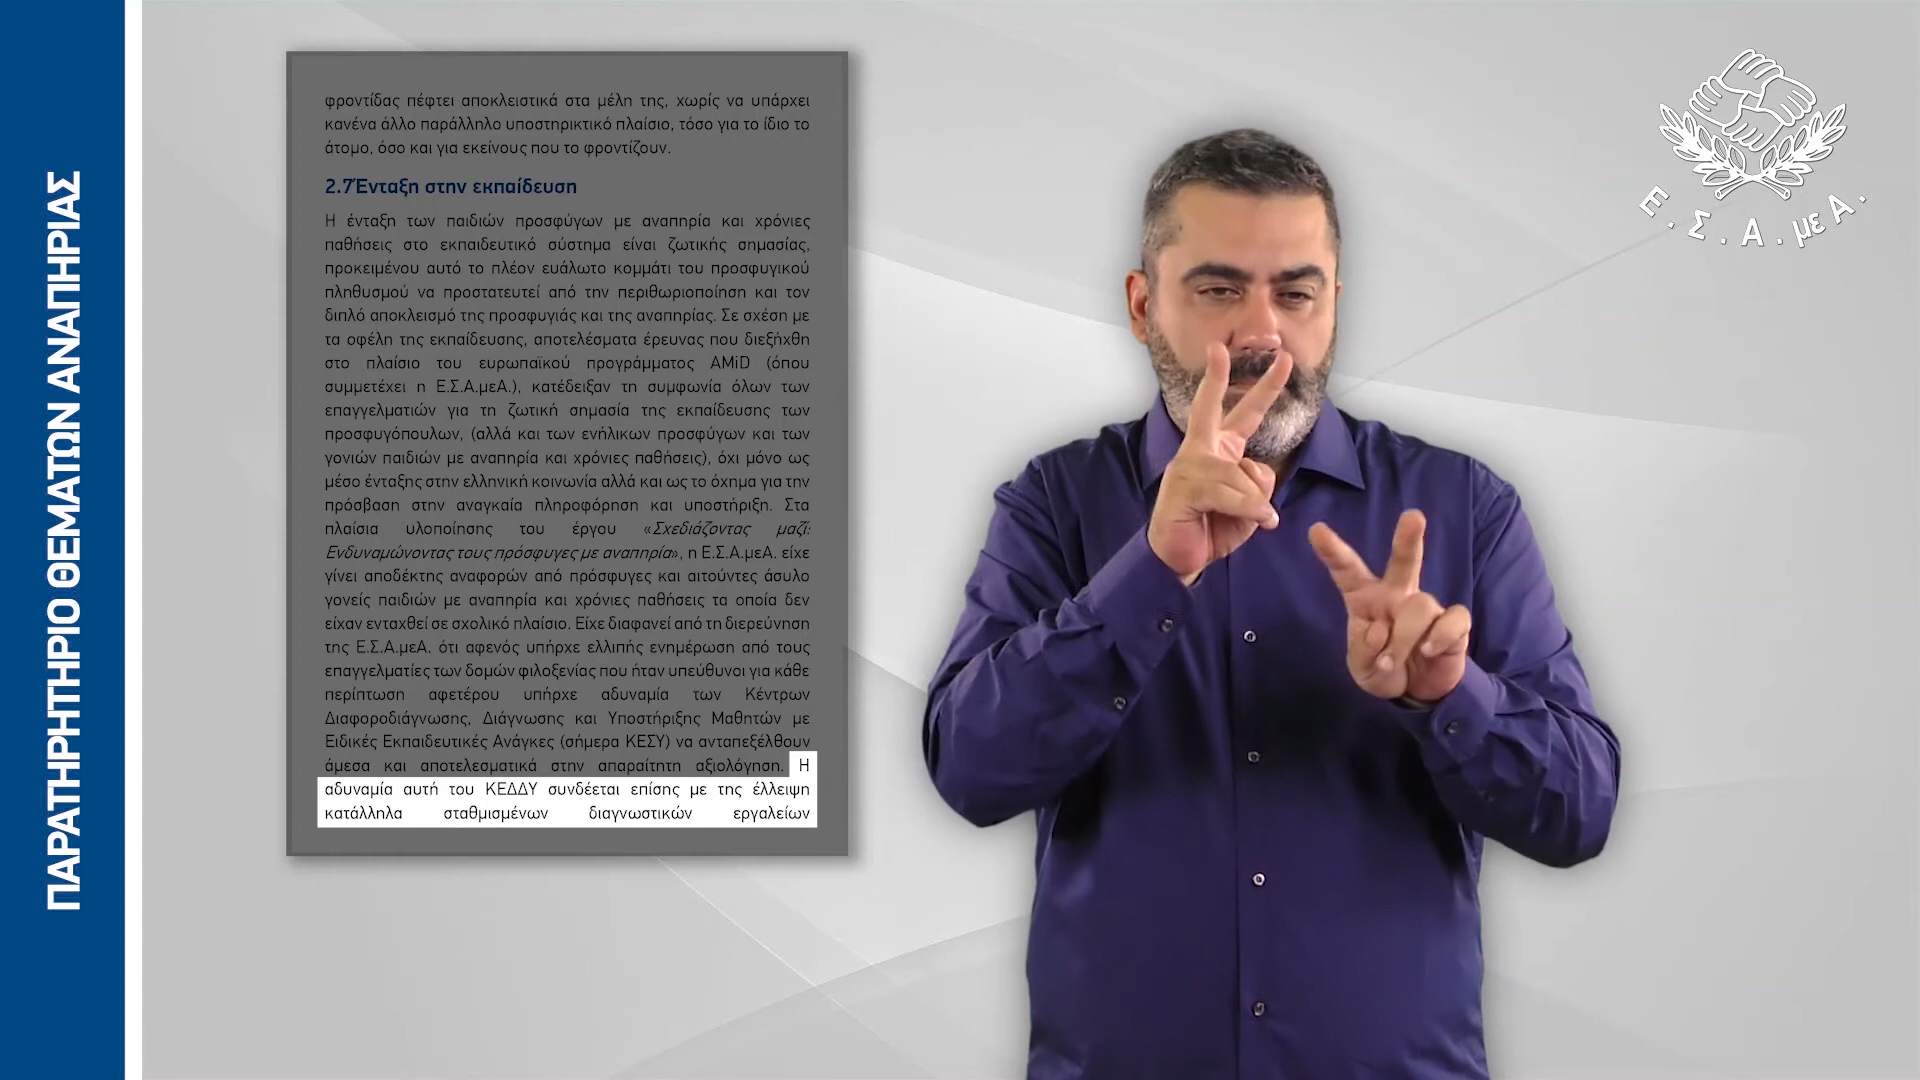 ΠΑΡΑΤΗΡΗΤΗΡΙΟ ΘΕΜΑΤΩΝ ΑΝΑΠΗΡΙΑΣ
φροντίδας πέφτει αποκλειστικά στα μέλη της, χωρίς να υπάρχει
κανένα άλλο παράλληλο υποστηρικτικό πλαίσιο, τόσο για το ίδιο το
άτομο, όσο και για εκείνους που το φροντίζουν.
2.7Ένταξη στην εκπαίδευση
Η ένταξη των παιδιών προσφύγων με αναπηρία και χρόνιες
παθήσεις στο εκπαιδευτικό σύστημα είναι ζωτικής σημασίας,
προκειμένου αυτό το πλέον ευάλωτο κομμάτι του προσφυγικού
πληθυσμού να προστατευτεί από την περιθωριοποίηση και τον
διπλό αποκλεισμό της προσφυγιάς και της αναπηρίας. Σε σχέση με
τα οφέλη της εκπαίδευσης, αποτελέσματα έρευνας που διεξήχθη
στο πλαίσιο του ευρωπαϊκού προγράμματος AMiD (όπου
συμμετέχει η Ε.Σ.Α.μεΑ.), κατέδειξαν τη συμφωνία όλων των
επαγγελματιών για τη ζωτική σημασία της εκπαίδευσης των
προσφυγόπουλων, (αλλά και των ενήλικων προσφύγων και των
γονιών παιδιών με αναπηρία και χρόνιες παθήσεις), όχι μόνο ως
μέσο ένταξης στην ελληνική κοινωνία αλλά και ως το όχημα για την
πρόσβαση στην αναγκαία πληροφόρηση και υποστήριξη. Στα
πλαίσια υλοποίησης του έργου «Σχεδιάζοντας μαζί:
Ενδυναμώνοντας τους πρόσφυγες με αναπηρία», η Ε.Σ.Α.μεΑ. είχε
γίνει αποδέκτης αναφορών από πρόσφυγες και αιτούντες άσυλο
γονείς παιδιών με αναπηρία και χρόνιες παθήσεις τα οποία δεν
είχαν ενταχθεί σε σχολικό πλαίσιο. Είχε διαφανεί από τη διερεύνηση
της Ε.Σ.Α.μεΑ. ότι αφενός υπήρχε ελλιπής ενημέρωση από τους
επαγγελματίες των δομών φιλοξενίας που ήταν υπεύθυνοι για κάθε
περίπτωση αφετέρου υπήρχε αδυναμία των Κέντρων
Διαφοροδιάγνωσης, Διάγνωσης και Υποστήριξης Μαθητών με
Ειδικές Εκπαιδευτικές Ανάγκες (σήμερα ΚΕΣΥ) να ανταπεξέλθουν
άμεσα και αποτελεσματικά στην απαραίτητη αξιολόγηση. Η
αδυναμία αυτή του ΚΕΔΔΥ συνδέεται επίσης με της έλλειψη
κατάλληλα σταθμισμένων διαγνωστικών εργαλείων
Ε.Σ.Α.μεΑ.